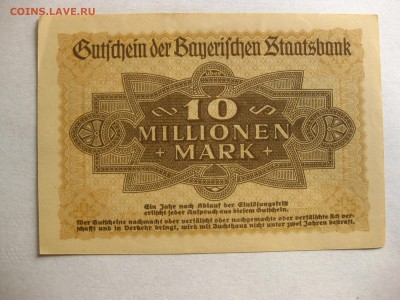 COINS.LAVE.RU
Gutschein der Bayerischen Staatsbank
10
MILLIONEN
MARK
Ein Jahr nach Ablauf der Einlösungsfrist
erlischt jeder Anspruch aus diesem Gutschein.
Wer Gutscheine nachmacht oder verfälscht oder nachgemachte oder verfälschte sich ver-
schafft und in Verkehr bringt, wird mit Zuchthaus nicht unter zwei Jahren bestraft.